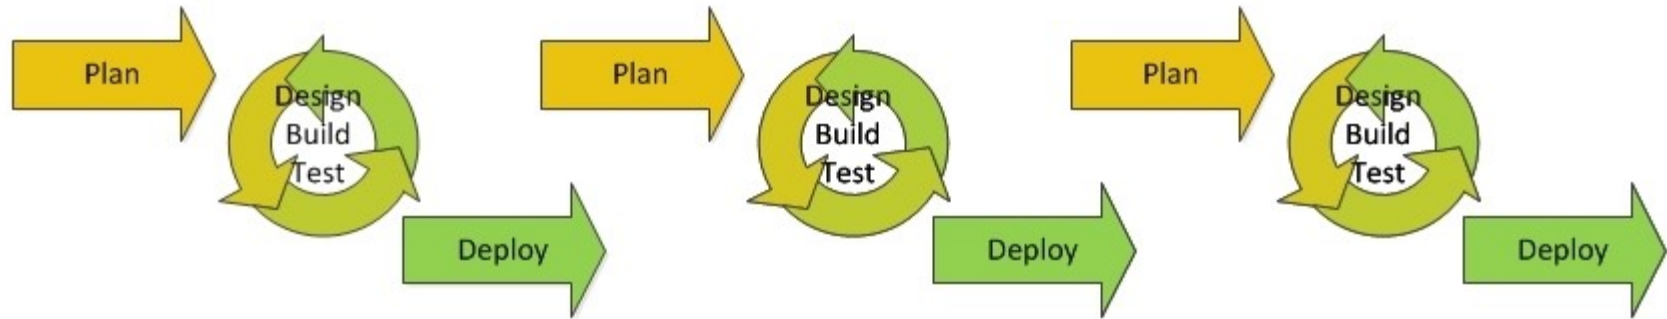 Plan
Design
Build
Test
Deploy
Plan
Design
Build
Test
Deploy
Plan
Design
Build
Test
Deploy